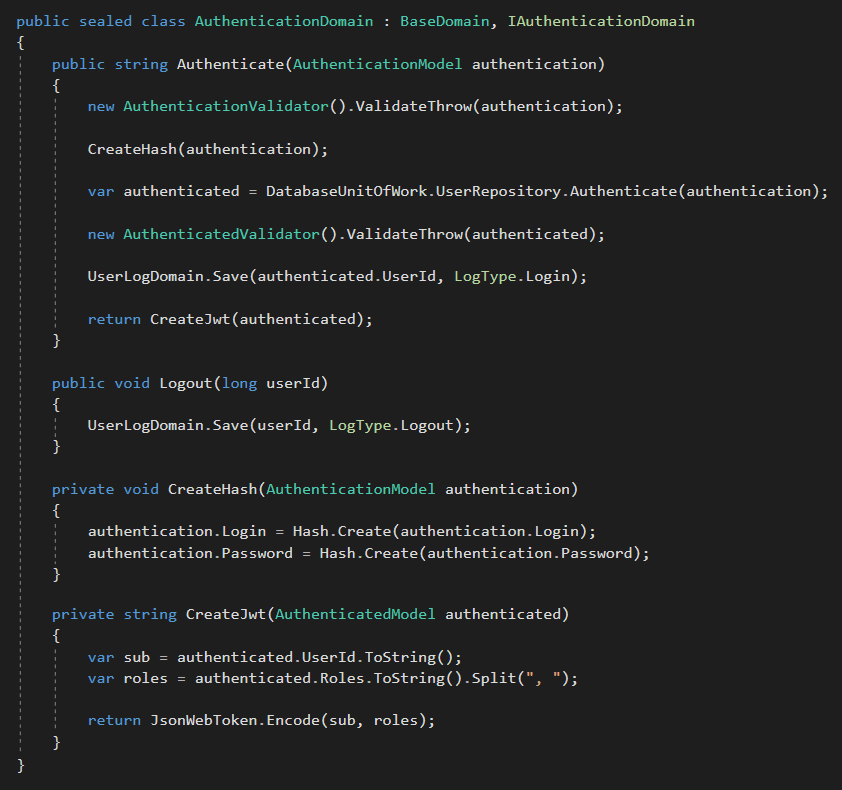 public sealed class AuthenticationDomain : BaseDomain, IAuthenticationDomain
{
    public string Authenticate(AuthenticationModel authentication)
    {
        new AuthenticationValidator().ValidateThrow(authentication);

        CreateHash(authentication);

        var authenticated = DatabaseUnitOfWork.UserRepository.Authenticate(authentication);

        new AuthenticatedValidator().ValidateThrow(authenticated);

        UserLogDomain.Save(authenticated.UserId, LogType.Login);

        return CreateJwt(authenticated);
    }

    public void Logout(long userId)
    {
        UserLogDomain.Save(userId, LogType.Logout);
    }

    private void CreateHash(AuthenticationModel authentication)
    {
        authentication.Login = Hash.Create(authentication.Login);
        authentication.Password = Hash.Create(authentication.Password);
    }

    private string CreateJwt(AuthenticatedModel authenticated)
    {
        var sub = authenticated.UserId.ToString();
        var roles = authenticated.Roles.ToString().Split(", ");

        return JsonWebToken.Encode(sub, roles);
    }
}